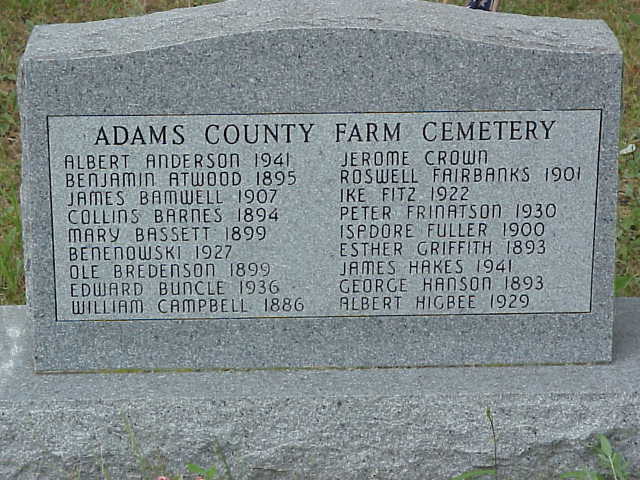 ADAMS COUNTY FARM CEMETERY
ALBERT ANDERSON 1941
BENJAMIN ATWOOD 1895
JAMES BAMWELL 1907
COLLINS BARNES 1894
MARY BASSETT 1899
BENENOWSKI 1927
OLE BREDENSON 1899
EDWARD BUNCLE 1936
WILLIAM CAMPBELL 1886
JEROME CROWN
ROSWELL FAIRBANKS 1901
IKE FITZ 1922
PETER FRINATSON 1930
ISADORE FULLER 1900
ESTHER GRIFFITH 1893
JAMES HAKES 1941
GEORGE HANSON 1893
ALBERT HIGBEE 1929